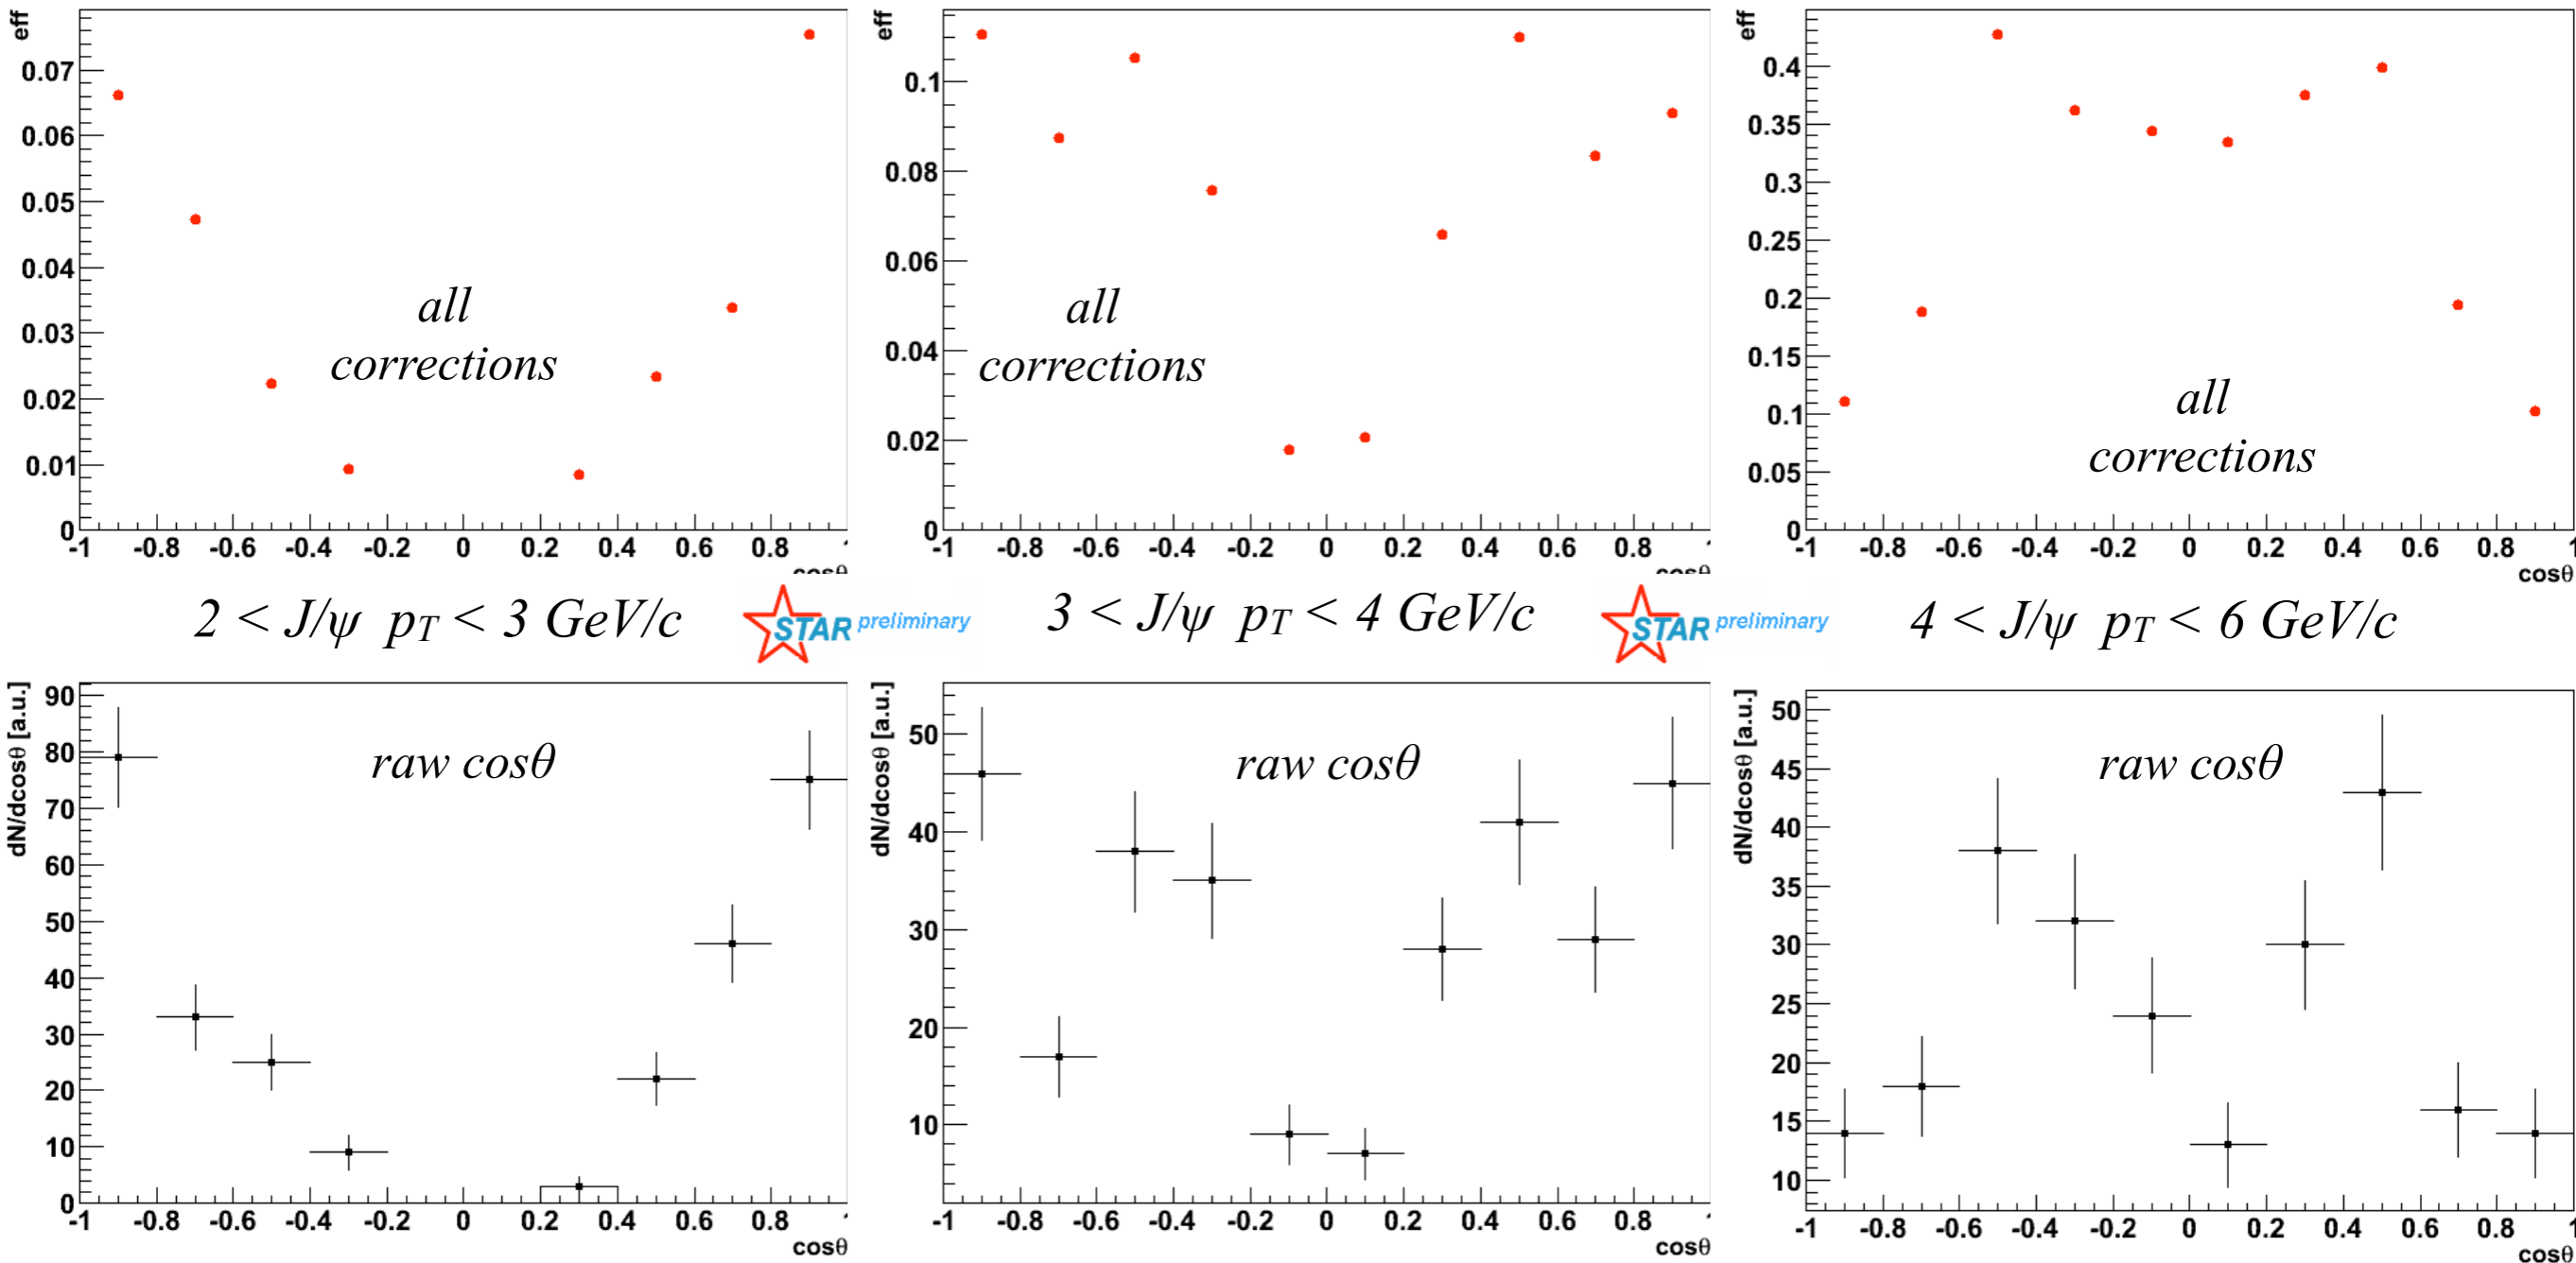 eff
0.07
0.06
0.05
0.04
0.03
0.02
0.01
0
all
corrections
-1 -0.8 -0.6 -0.4 -0.2 0 0.2 0.4 0.6 0.8
cosθ
eff
0.1
0.08
0.06
0.04
0.02
0
all
corrections
-1 -0.8 -0.6 -0.4 -0.2 0 0.2 0.4 0.6 0.8
cosθ
eff
0.4
0.35
0.3
0.25
0.2
0.15
0.1
0.05
0
all
corrections
-1 -0.8 -0.6 -0.4 -0.2 0 0.2 0.4 0.6 0.8 1
cosθ
2 < J/ψ pT < 3 GeV/c
STAR preliminary
3 < J/ψ pT < 4 GeV/c
STAR preliminary
4 < J/ψ pT < 6 GeV/c
dN/dcosθ [a.u.]
90
80
70
60
50
40
30
20
10
0
raw cosθ
-1 -0.8 -0.6 -0.4 -0.2 0 0.2 0.4 0.6 0.8
cosθ
dN/dcosθ [a.u.]
50
40
30
20
10
raw cosθ
-1 -0.8 -0.6 -0.4 -0.2 0 0.2 0.4 0.6 0.8
cosθ
dN/dcosθ [a.u.]
50
45
40
35
30
25
20
15
10
raw cosθ
-1 -0.8 -0.6 -0.4 -0.2 0 0.2 0.4 0.6 0.8 1
cosθ